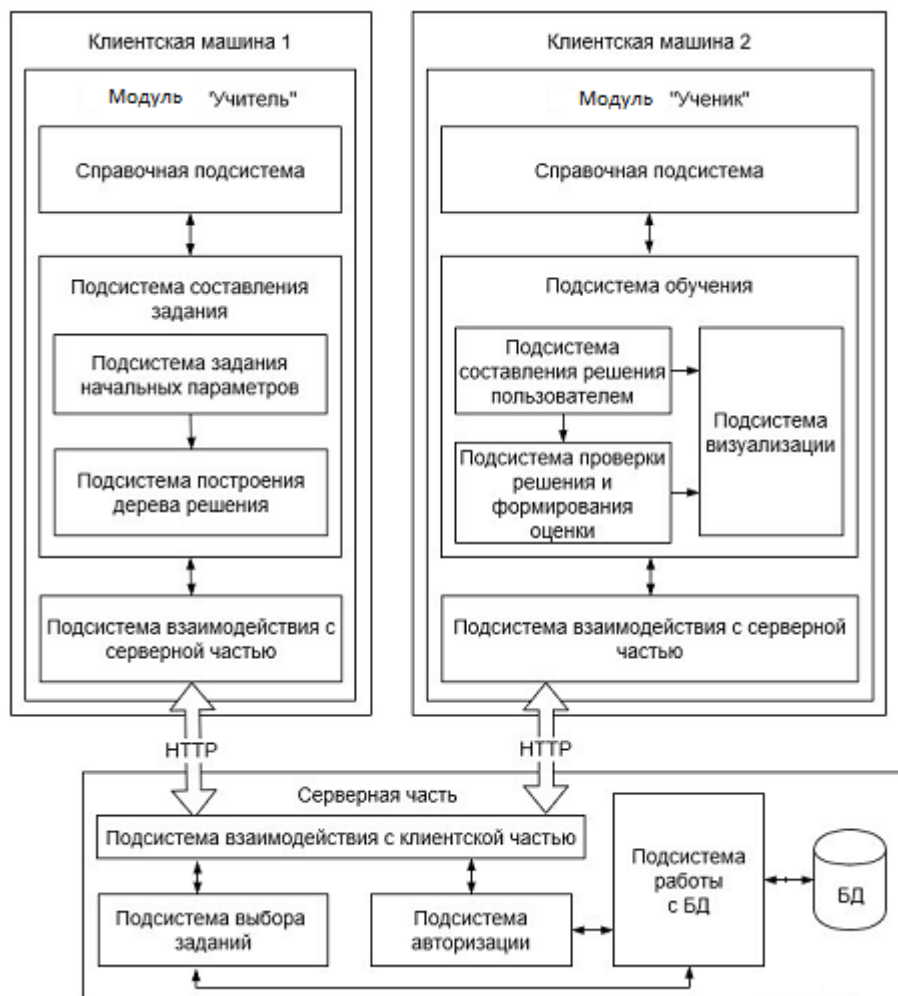 Клиентская машина 1
Модуль "Учитель"
Справочная подсистема
Подсистема составления
задания
Подсистема задания
начальных параметров
Подсистема построения
дерева решения
Подсистема взаимодействия с
серверной частью
Клиентская машина 2
Модуль "Ученик"
Справочная подсистема
Подсистема обучения
Подсистема
составления решения
пользователем
Подсистема проверки
решения и
формирования
оценки
Подсистема
визуализации
Подсистема взаимодействия с серверной
частью
HTTP
HTTP
Серверная часть
Подсистема взаимодействия с клиентской частью
Подсистема выбора
заданий
Подсистема
авторизации
Подсистема
работы
с БД
БД